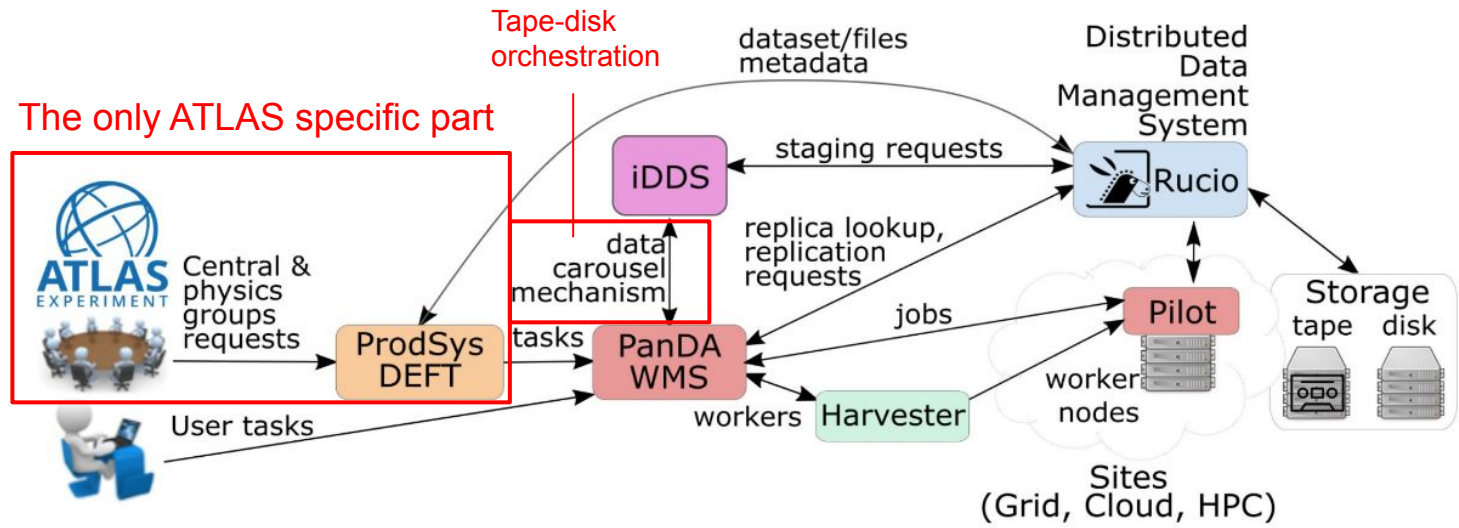 Tape-disk
orchestration
dataset/files
metadata
Distributed
Data
Management
System
The only ATLAS specific part
iDDS
staging requests
Rucio
ATLAS
EXPERIMENT
Central &
physics
groups
requests
data
carousel
mechanism
replica lookup,
replication
requests
ProdSys
DEFT
tasks
PanDA
WMS
jobs
Pilot
Storage
tape disk
worker
nodes
User tasks
workers
Harvester
Sites
(Grid, Cloud, HPC)